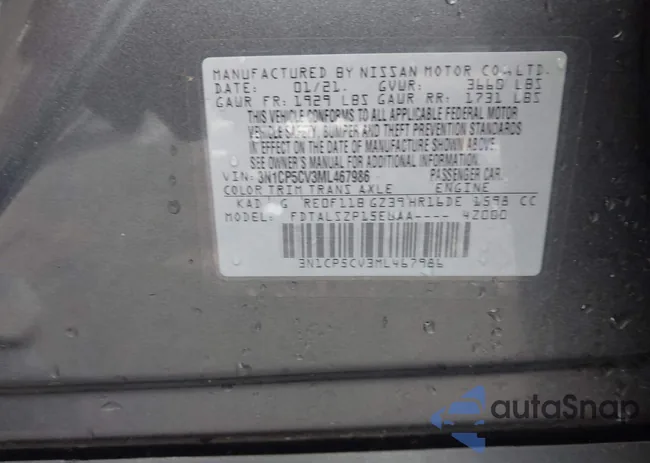 MANUFACTURED BY NISSAN MOTOR CO.,LTD.
DATE: 01/21. GVWR: 3660 LBS
GAWR FR: 1929 LBS GAWR RR: 1731 LBS
THIS VEHICLE CONFORMS TO ALL APPLICABLE FEDERAL MOTOR
VEHICLE SAFETY, BUMPER AND THEFT PREVENTION STANDARDS
IN EFFECT ON THE DATE OF MANUFACTURE SHOWN ABOVE.
SEE OWNER'S MANUAL FOR ADDITIONAL INFORMATION.
VIN: 3N1CP5CV3ML467986 PASSENGER CAR
COLOR TRIM TRANS AXLE ENGINE
KAD G RE0F11B GZ39 HR16DE 1598 CC
MODEL: 42000
3N1CP5CV3ML467986
autoSnap